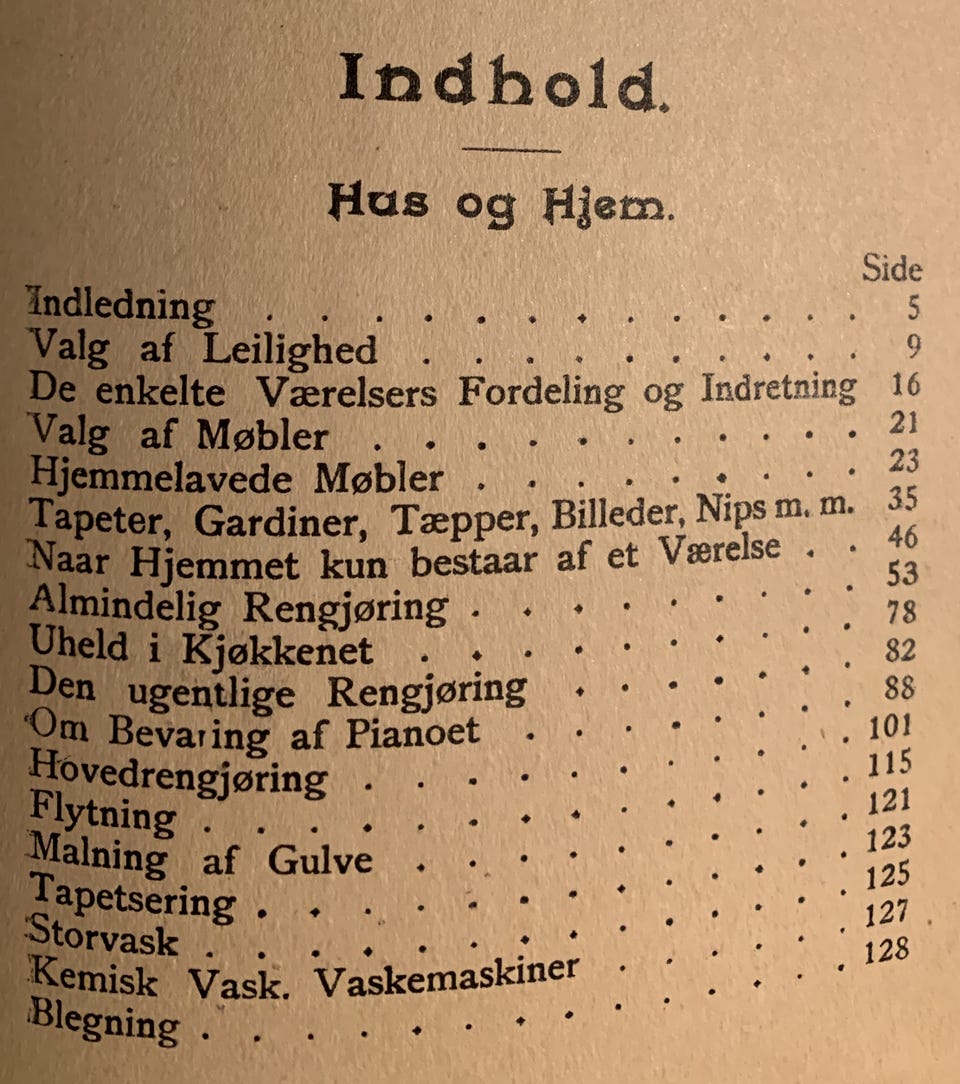 Indhold.
Hus og Hjem.
Side
Indledning . . . . . . . . . . . . 5
Valg af Leilighed . . . . . . . . . 9
De enkelte Værelsers Fordeling og Indretning 16
Valg af Møbler . . . . . . . . . . 21
Hjemmelavede Møbler . . . . . . . . 23
Tapeter, Gardiner, Tæpper, Billeder, Nips m. m. 35
Naar Hjemmet kun bestaar af et Værelse . . 46
Almindelig Rengjøring . . . . . . . . . 53
Uheld i Kjøkkenet . . . . . . . . . 78
Den ugentlige Rengjøring . . . . . . . 82
Om Bevaring af Pianoet . . . . . . . 88
Hovedrengjøring . . . . . . . . . . 101
Flytning . . . . . . . . . . . . . 115
Malning af Gulve . . . . . . . . . 121
Tapetsering . . . . . . . . . . . . 123
Storvask . . . . . . . . . . . . . 125
Kemisk Vask. Vaskemaskiner . . . . . 127
Blegning . . . . . . . . . . . . . 128